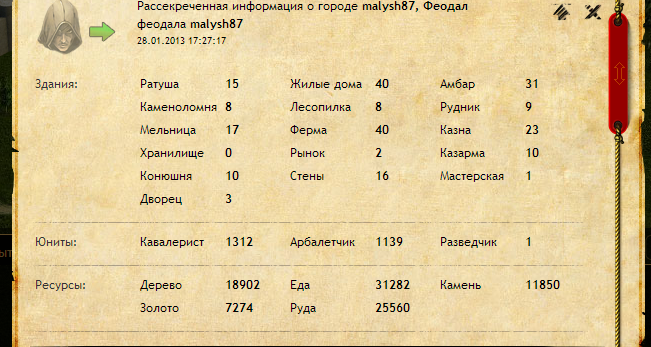 Рассекреченная информация о городе malysh87, Феодал
феодала malysh87
28.01.2013 17:27:17
Здания: Ратуша 15 Жилые дома 40 Амбар 31
Каменоломня 8 Лесопилка 8 Рудник 9
Мельница 17 Ферма 40 Казна 23
Хранилище 0 Рынок 2 Казарма 10
Конюшня 10 Стены 16 Мастерская 1
Дворец 3
Юниты: Кавалерист 1312 Арбалетчик 1139 Разведчик 1
Ресурсы: Дерево 18902 Еда 31282 Камень 11850
Золото 7274 Руда 25560